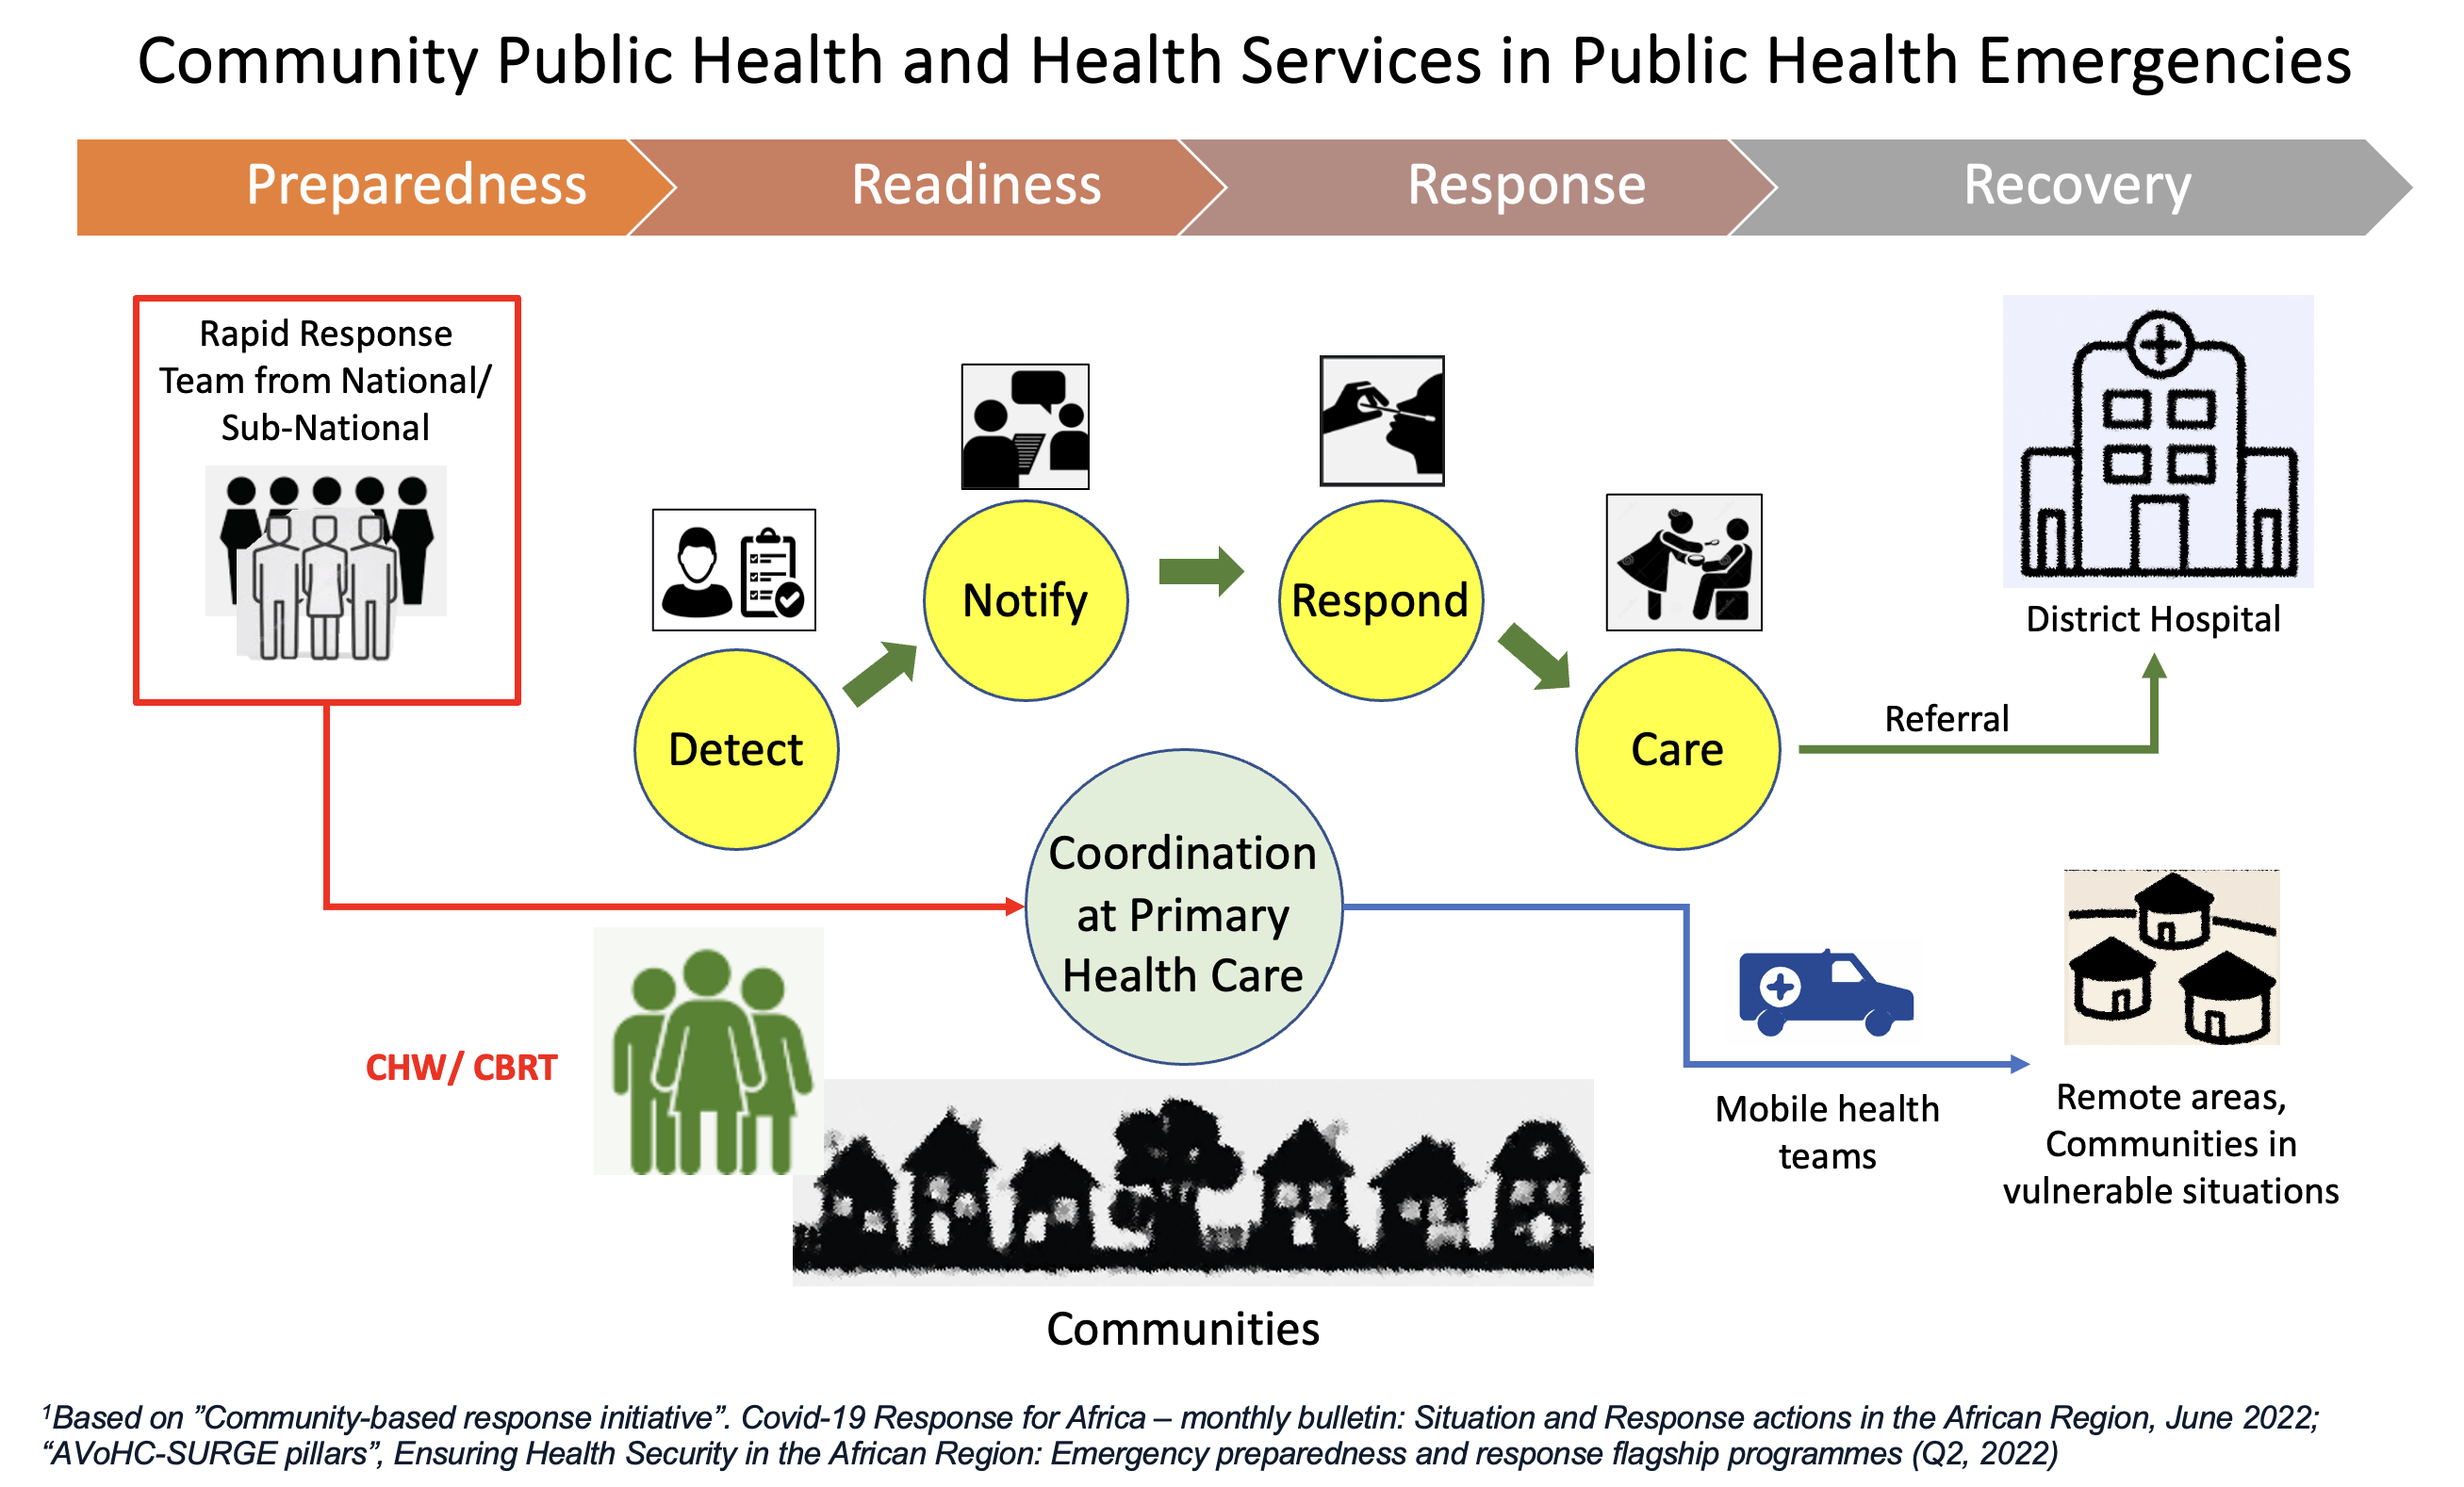 Community Public Health and Health Services in Public Health Emergencies
Preparedness
Readiness
Response
Recovery
Rapid Response
Team from National/
Sub-National
Detect
Notify
Respond
Care
Referral
District Hospital
Coordination
at Primary
Health Care
CHW/ CBRT
Communities
Mobile health
teams
Remote areas,
Communities in
vulnerable situations
¹Based on ”Community-based response initiative”. Covid-19 Response for Africa – monthly bulletin: Situation and Response actions in the African Region, June 2022;
“AVoHC-SURGE pillars”, Ensuring Health Security in the African Region: Emergency preparedness and response flagship programmes (Q2, 2022)